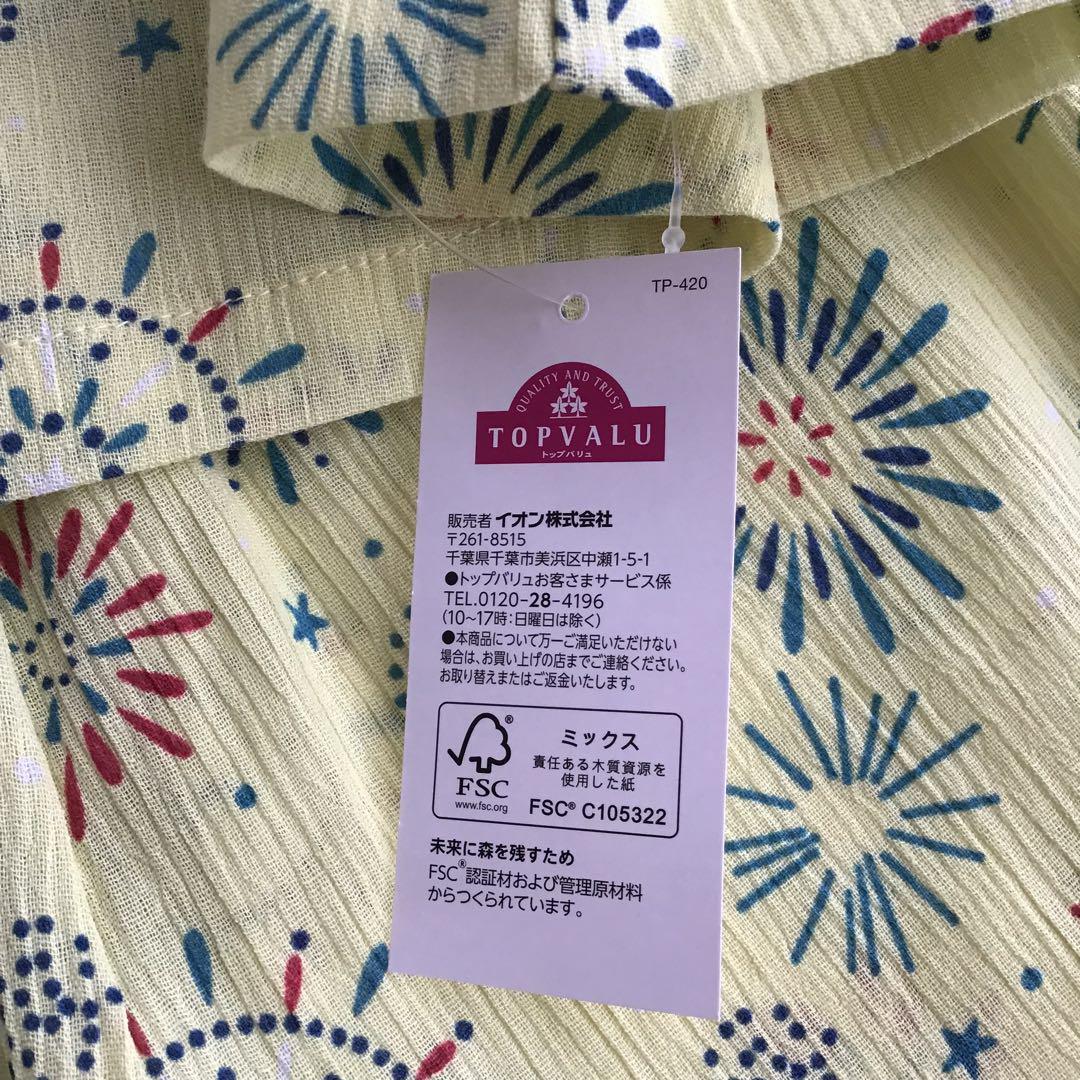 TP-420
QUALITY AND TRUST
TOPVALU
トップバリュ
販売者 イオン株式会社
〒261-8515
千葉県千葉市美浜区中瀬1-5-1
●トップバリュお客さまサービス係
TEL.0120-28-4196
(10〜17時:日曜日は除く)
●本商品について万一ご満足いただけない
場合は、お買い上げの店までご連絡ください。
お取り替えまたはご返金いたします。
FSC®
www.fsc.org
ミックス
責任ある木質資源を
使用した紙
FSC® C105322
未来に森を残すため
FSC®認証材および管理原材料
からつくられています。